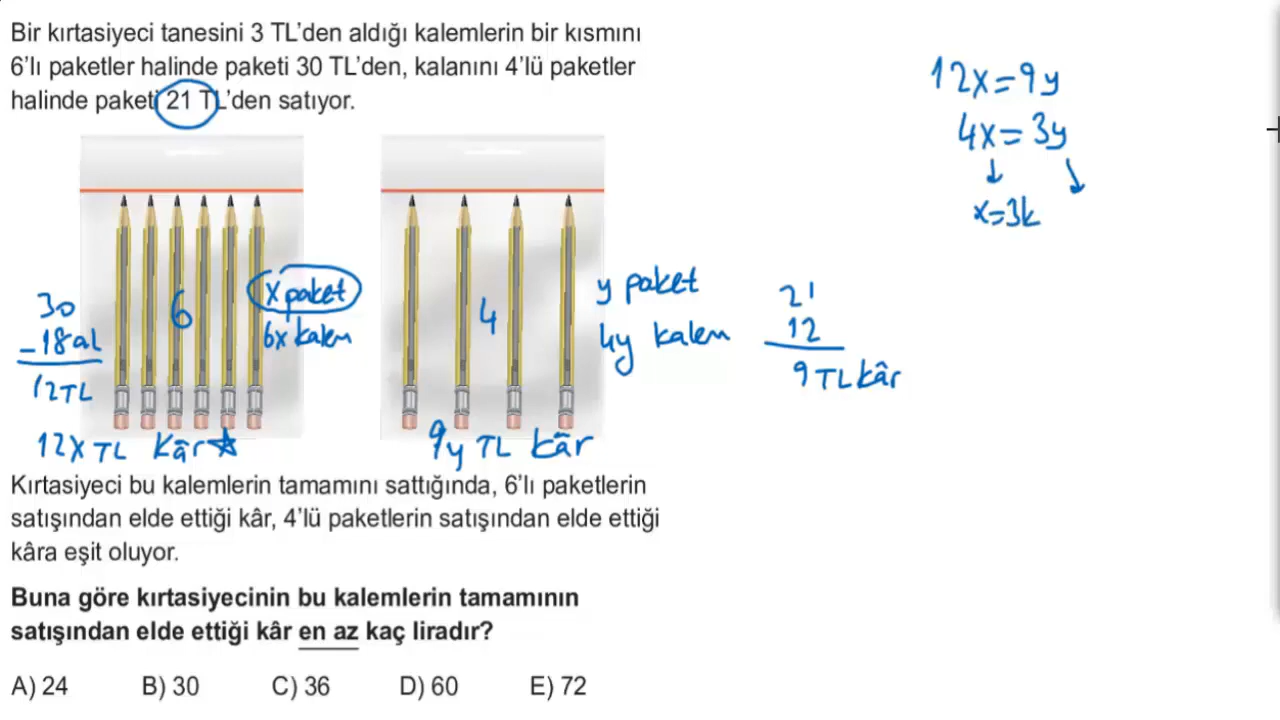 Bir kırtasiyeci tanesini 3 TL'den aldığı kalemlerin bir kısmını
6'lı paketler halinde paketi 30 TL'den, kalanını 4'lü paketler
halinde paketi 21 TL'den satıyor.
12x=9y
4x=3y
x=3k
30
-18al
12TL
6
x paket
6x kalem
4
y paket
4y kalem
21
12
9 TL kâr
12x TL kâr
9y TL kâr
Kırtasiyeci bu kalemlerin tamamını sattığında, 6'lı paketlerin
satışından elde ettiği kâr, 4'lü paketlerin satışından elde ettiği
kâra eşit oluyor.
Buna göre kırtasiyecinin bu kalemlerin tamamının
satışından elde ettiği kâr en az kaç liradır?
A) 24 B) 30 C) 36 D) 60 E) 72